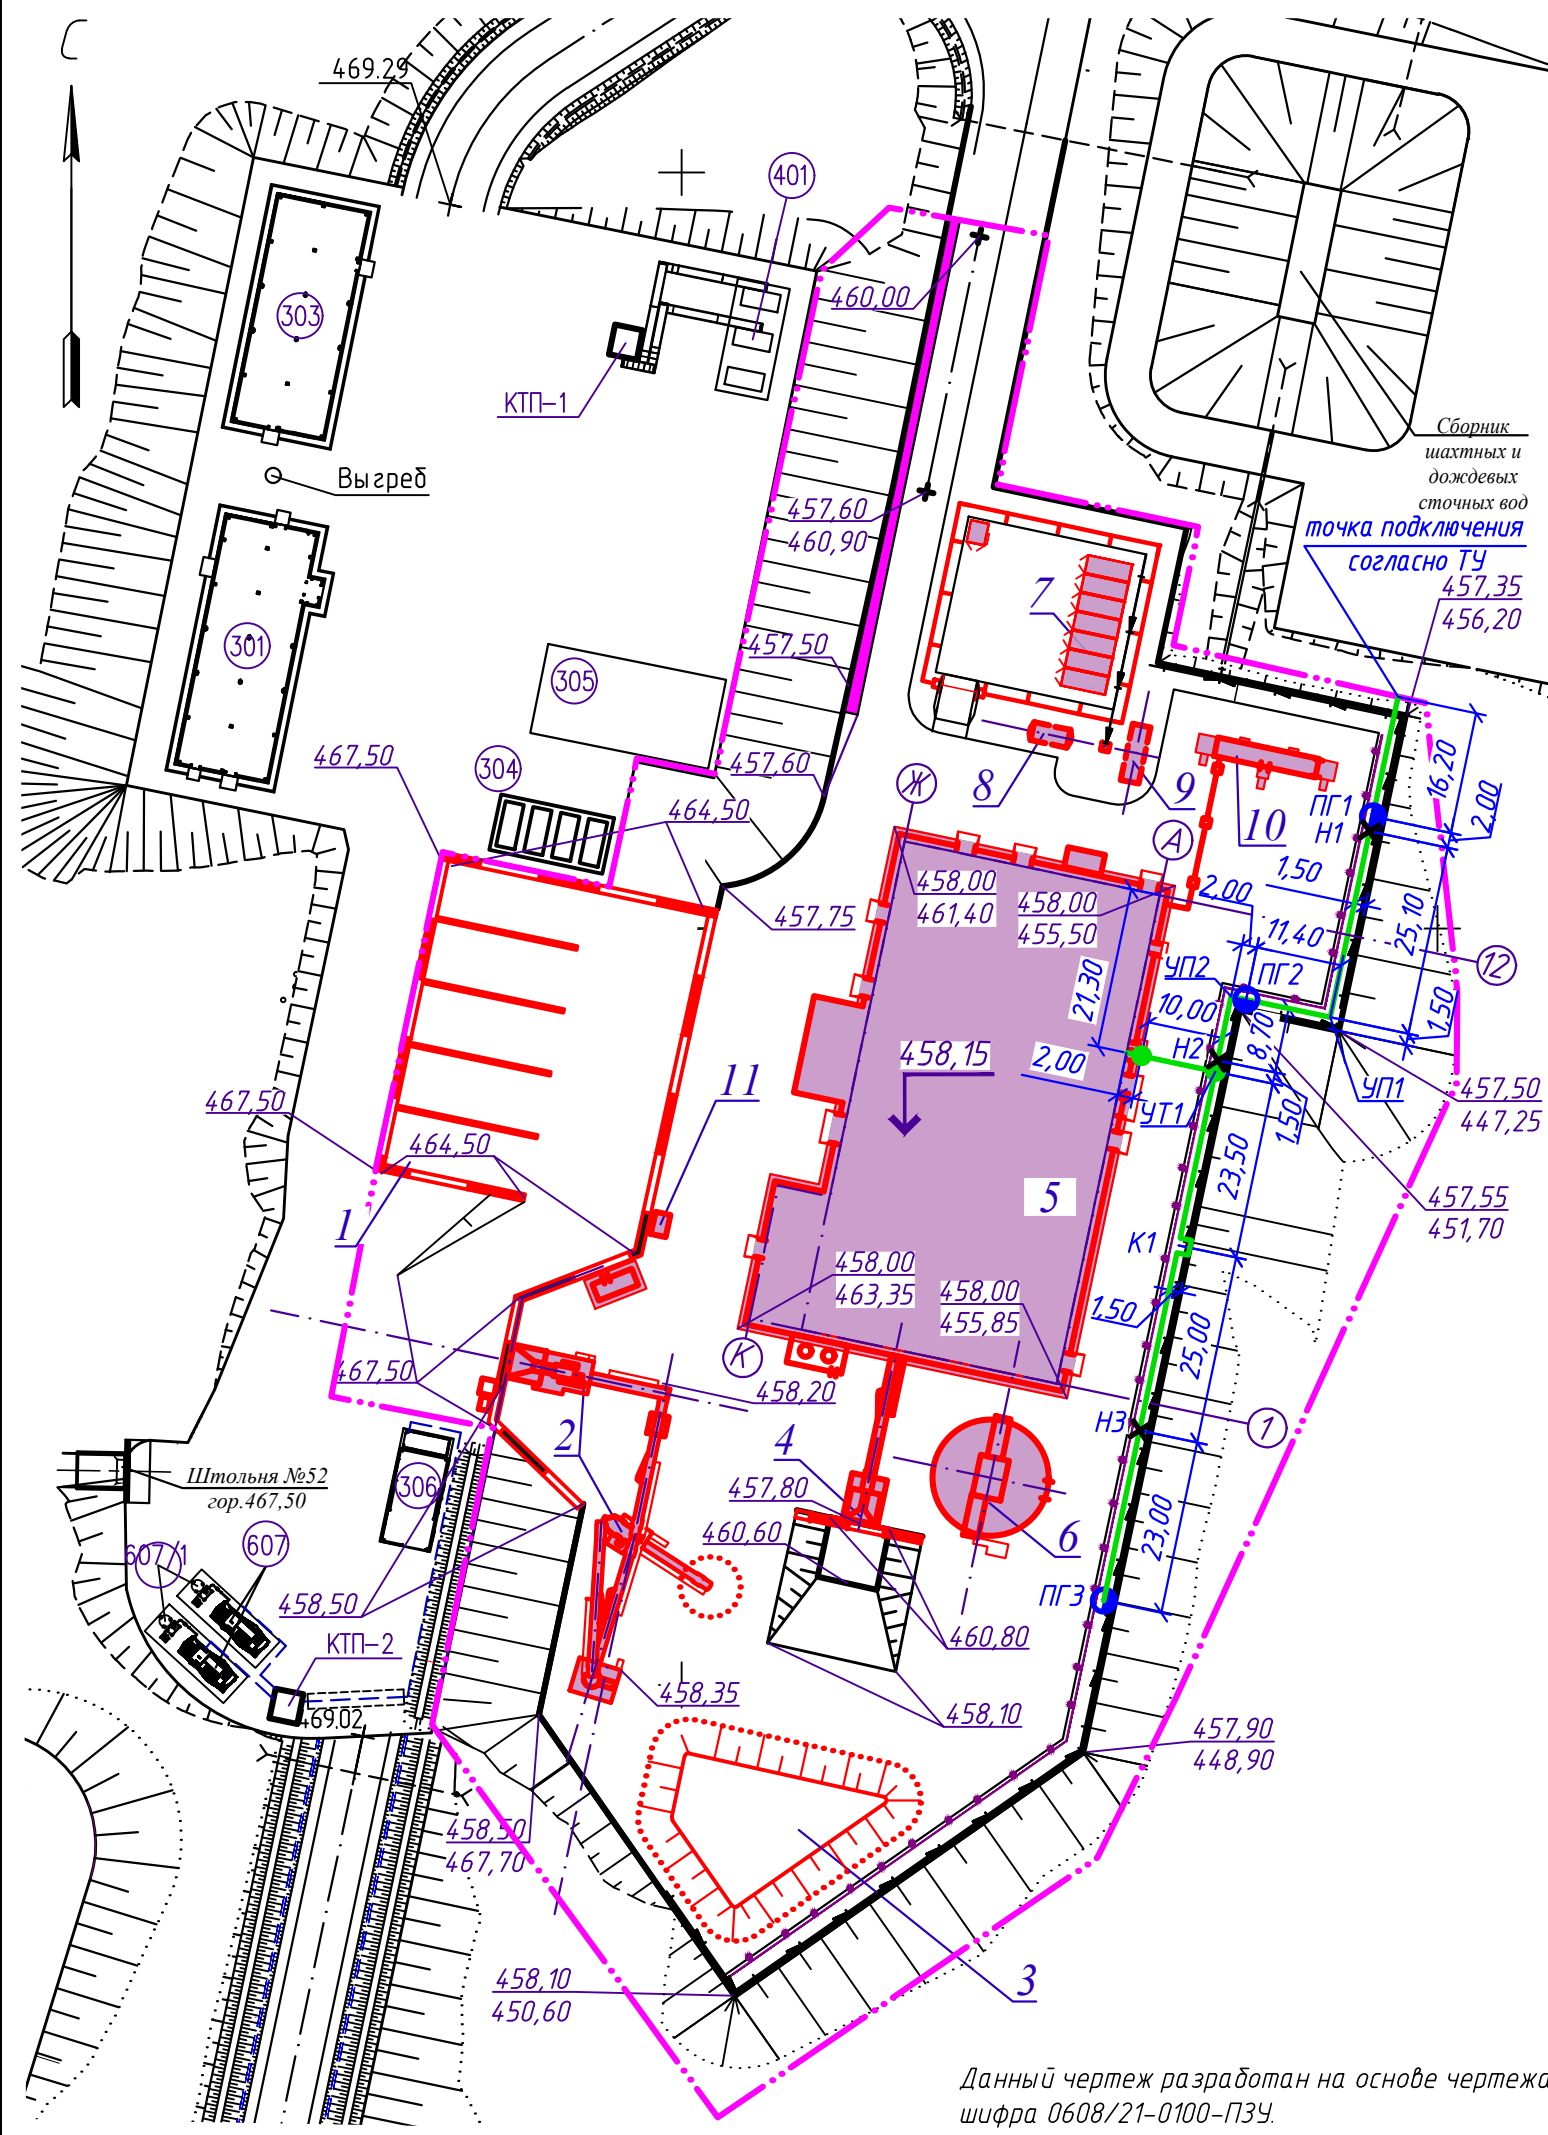 С
469.29
401
460,00
303
КТП-1
Сборник
шахтных и
дождевых
сточных вод
Выгреб
457,60
460,90
точка подключения
согласно ТУ
457,35
456,20
7
301
457,50
305
467,50
304
457,60
464,50
8
9
Ж
10
А
ПГ1
Н1
16,20
2,00
458,00
461,40
458,00
455,50
457,75
1,50
2,00
11,40
25,10
12
УП2
ПГ2
21,30
10,00
1,50
458,15
2,00
Н2
8,70
11
УТ1
УП1
1,50
467,50
457,50
447,25
464,50
5
23,50
457,55
451,70
1
К1
458,00
463,35
458,00
455,85
1,50
25,00
К
467,50
458,20
2
4
Н3
1
Штольня №52
гор.467,50
306
457,80
607
607/1
460,60
6
23,00
ПГ3
458,50
КТП-2
460,80
469.02
458,35
458,10
457,90
448,90
458,50
467,70
3
458,10
450,60
Данный чертеж разработан на основе чертежа
шифра 0608/21-0100-ПЗУ.